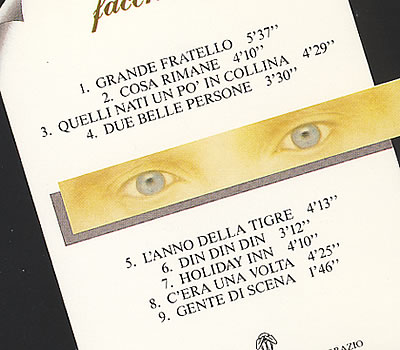 1. GRANDE FRATELLO 5'37''
2. COSA RIMANE 4'10''
3. QUELLI NATI UN PO' IN COLLINA 4'29''
4. DUE BELLE PERSONE 3'30''
5. L'ANNO DELLA TIGRE 4'13''
6. DIN DIN DIN 3'12''
7. HOLIDAY INN 4'10''
8. C'ERA UNA VOLTA 4'25''
9. GENTE DI SCENA 1'46''